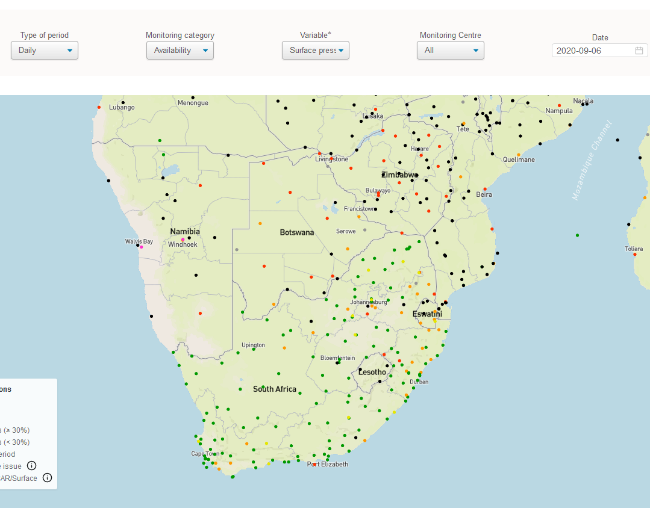 Type of period
Monitoring category
Variable*
Monitoring Centre
Date
Daily
Availability
Surface press
All
2020-09-06
Lubango
Menongue
Lusaka
Tete
Nampula
Nacala
Harare
Livingstone
Quelimane
Mozambique Channel
Zimbabwe
Bulawayo
Beira
Francistown
Namibia
Botswana
Serowe
Walvis Bay
Windhoek
Toliara
Johannesburg
Eswatini
Upington
Bloemfontein
Lesotho
Durban
South Africa
ons
(≥ 30%)
(< 30%)
eriod
e issue
AR/Surface
Cape Town
Port Elizabeth